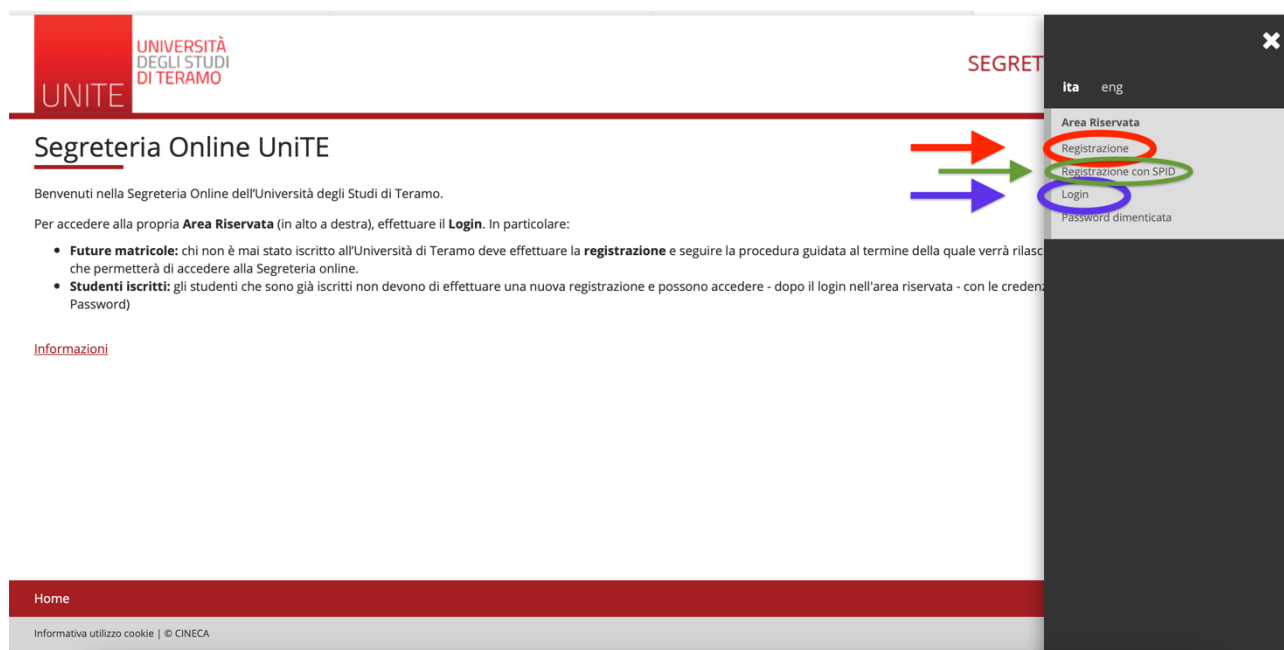 UNIVERSITÀ
DEGLI STUDI
DI TERAMO
UNITE
SEGRET
ita eng
Area Riservata
Registrazione
Registrazione con SPID
Login
Password dimenticata
Segreteria Online UniTE
Benvenuti nella Segreteria Online dell'Università degli Studi di Teramo.
Per accedere alla propria Area Riservata (in alto a destra), effettuare il Login. In particolare:
• Future matricole: chi non è mai stato iscritto all'Università di Teramo deve effettuare la registrazione e seguire la procedura guidata al termine della quale verrà rilasc
che permetterà di accedere alla Segreteria online.
• Studenti iscritti: gli studenti che sono già iscritti non devono di effettuare una nuova registrazione e possono accedere - dopo il login nell'area riservata - con le creden
Password)
Informazioni
Home
Informativa utilizzo cookie | © CINECA